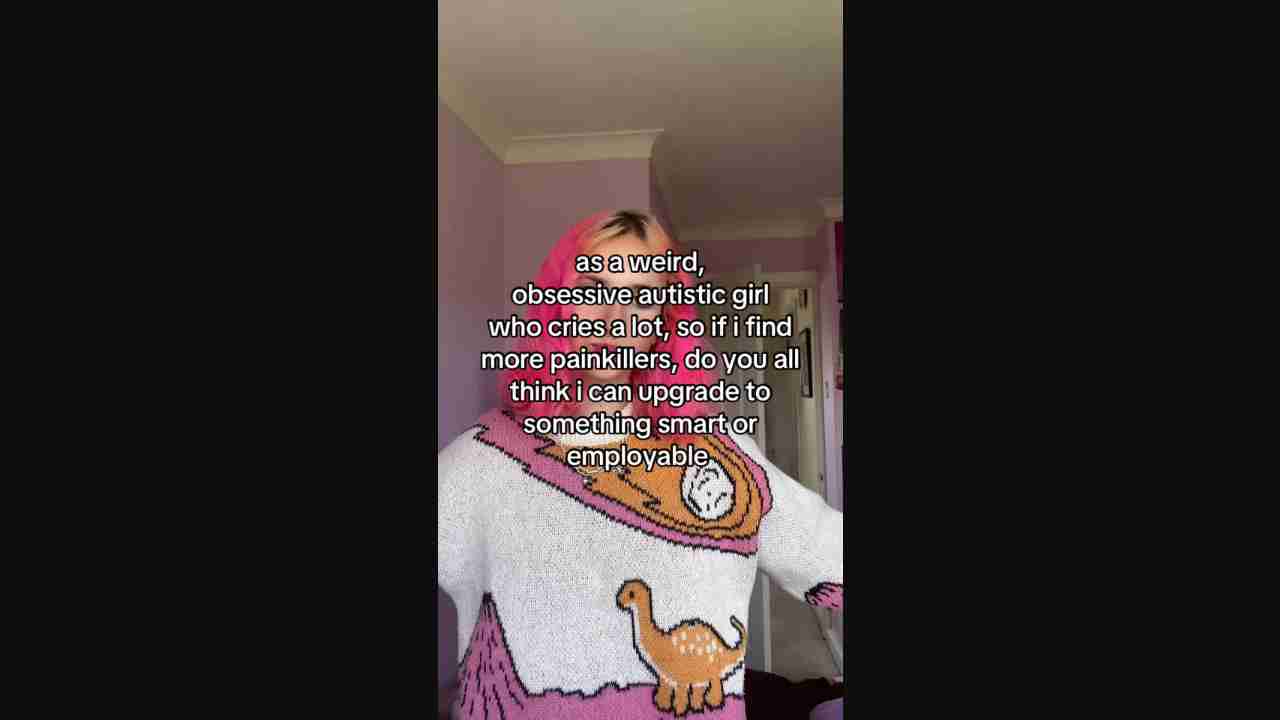 as a weird,
obsessive autistic girl
who cries a lot, so if i find
more painkillers, do you all
think i can upgrade to
something smart or
employable